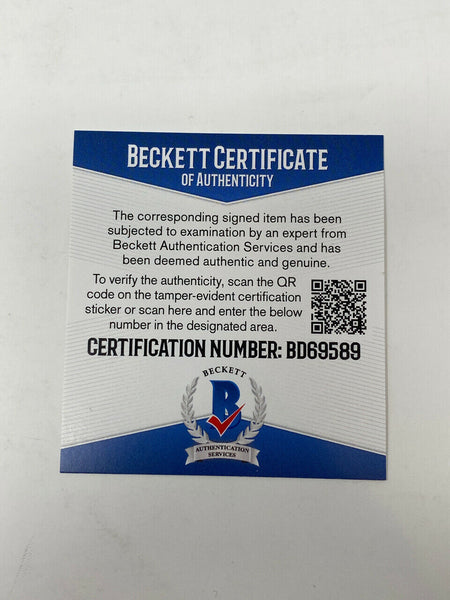 BECKETT CERTIFICATE
OF AUTHENTICITY
The corresponding signed item has been
subjected to examination by an expert from
Beckett Authentication Services and has
been deemed authentic and genuine.
To verify the authenticity, scan the QR
code on the tamper-evident certification
sticker or scan here and enter the below
number in the designated area.
CERTIFICATION NUMBER: BD69589
BECKETT
B
AUTHENTICATION
SERVICES